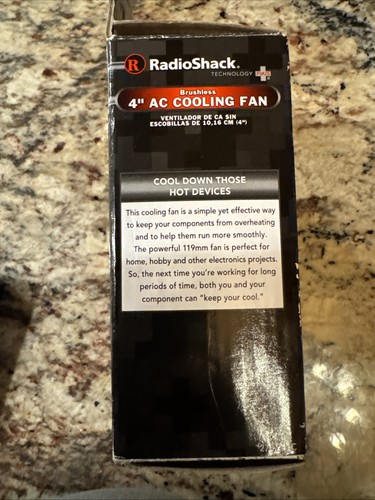 R RadioShack.
TECHNOLOGY PLUS
Brushless
4" AC COOLING FAN
VENTILADOR DE CA SIN
ESCOBILLAS DE 10,16 CM (4")
COOL DOWN THOSE
HOT DEVICES
This cooling fan is a simple yet effective way
to keep your components from overheating
and to help them run more smoothly.
The powerful 119mm fan is perfect for
home, hobby and other electronics projects.
So, the next time you're working for long
periods of time, both you and your
component can "keep your cool."